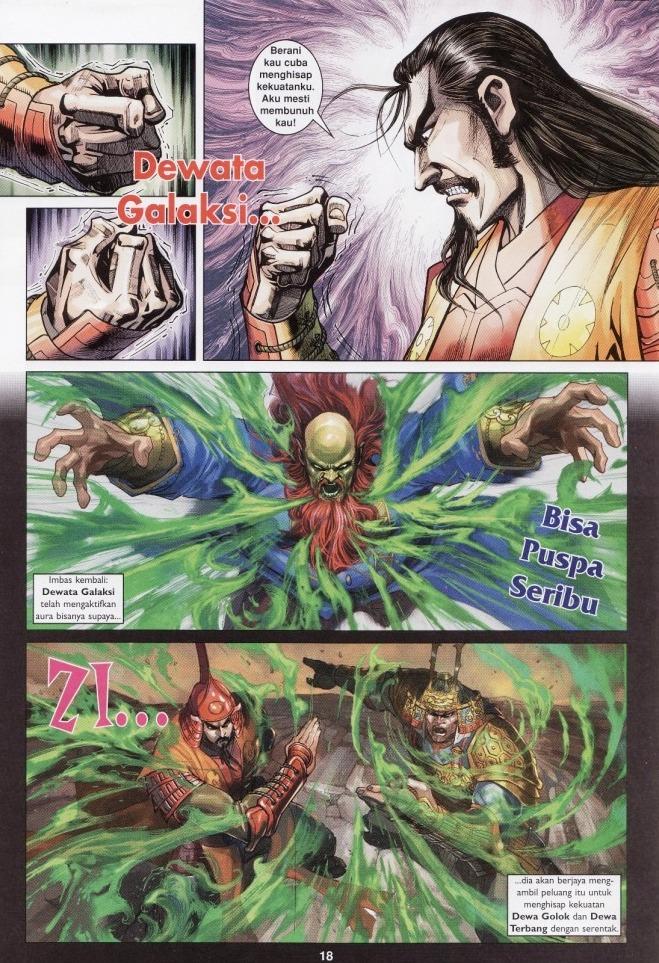 Berani
kau cuba
menghisap
kekuatanku.
Aku mesti
membunuh
kau!
Dewata
Galaksi...
Bisa
Puspa
Seribu
Imbas kembali:
Dewata Galaksi
telah mengaktifkan
aura bisanya supaya...
ZI...
...dia akan berjaya meng-
ambil peluang itu untuk
menghisap kekuatan
Dewa Golok dan Dewa
Terbang dengan serentak.
18